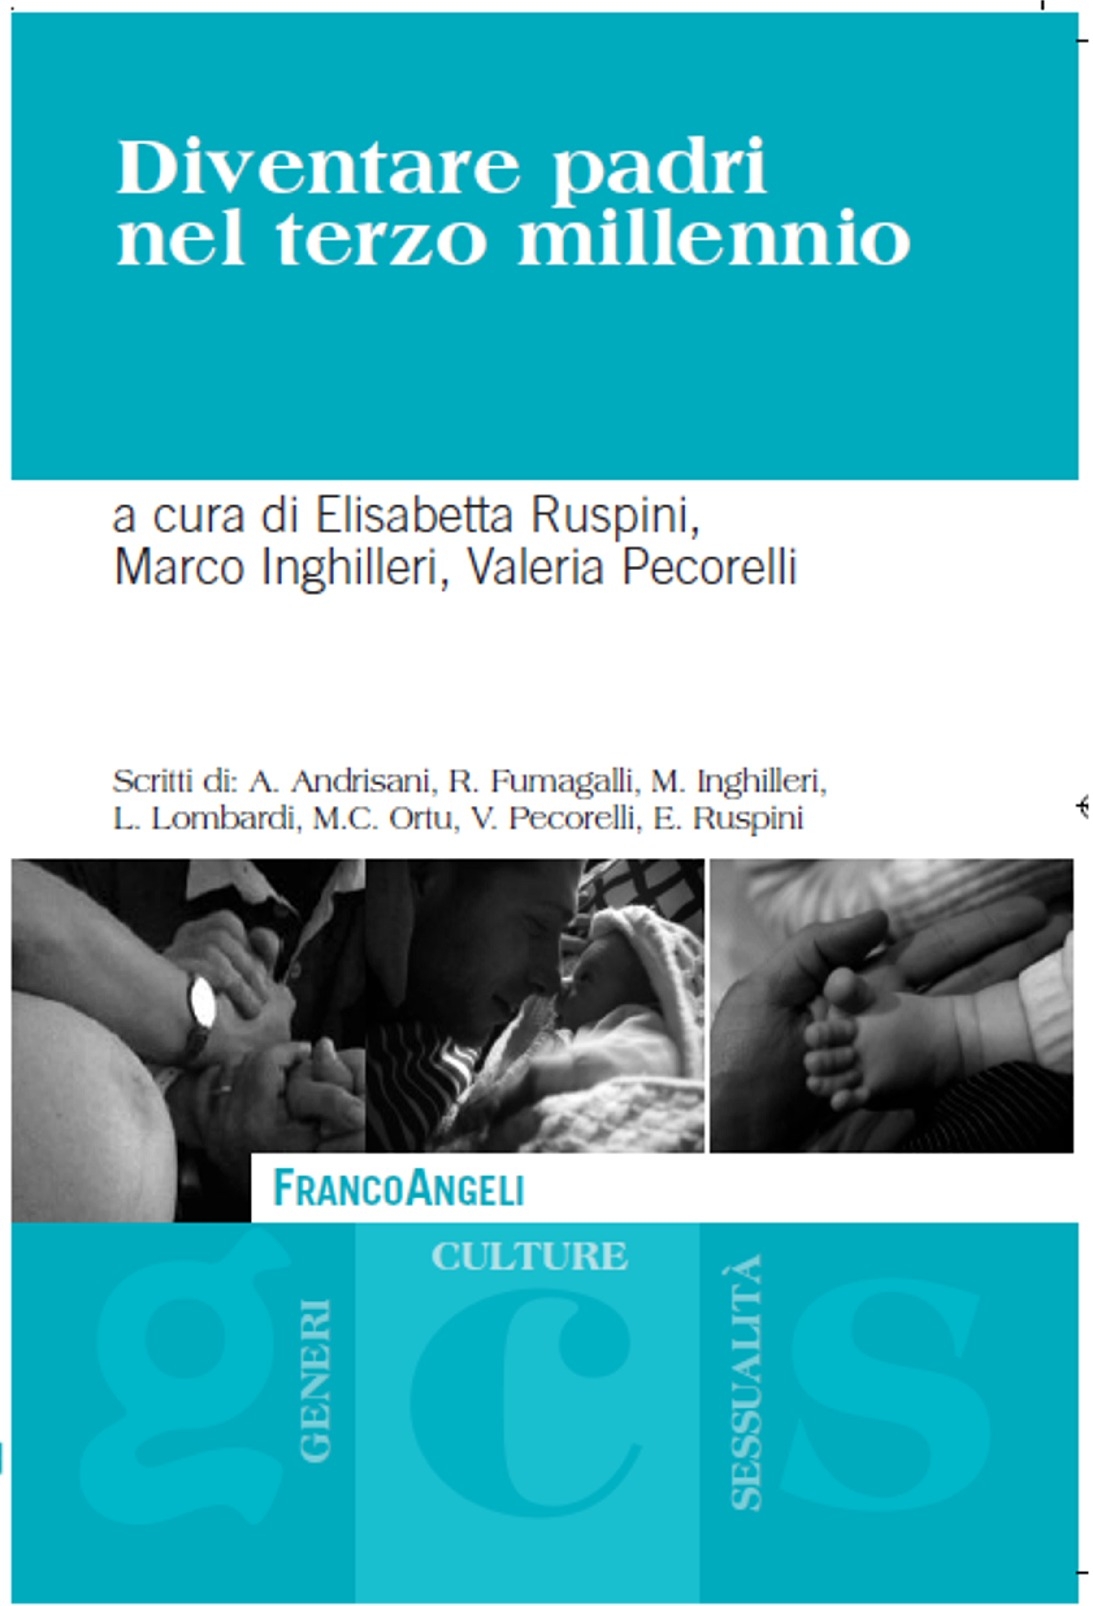 Diventare padri
nel terzo millennio
a cura di Elisabetta Ruspini,
Marco Inghilleri, Valeria Pecorelli
Scritti di: A. Andrisani, R. Fumagalli, M. Inghilleri,
L. Lombardi, M.C. Ortu, V. Pecorelli, E. Ruspini
FRANCOANGELI
g
GENERI
CULTURE
c
SESSUALITÀ
s